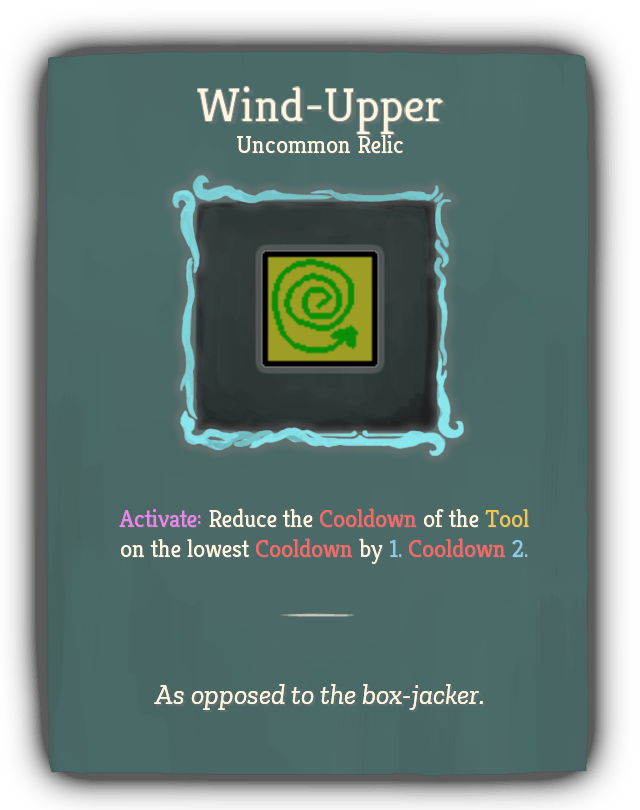 Wind-Upper
Uncommon Relic
Activate: Reduce the Cooldown of the Tool
on the lowest Cooldown by 1. Cooldown 2.
As opposed to the box-jacker.